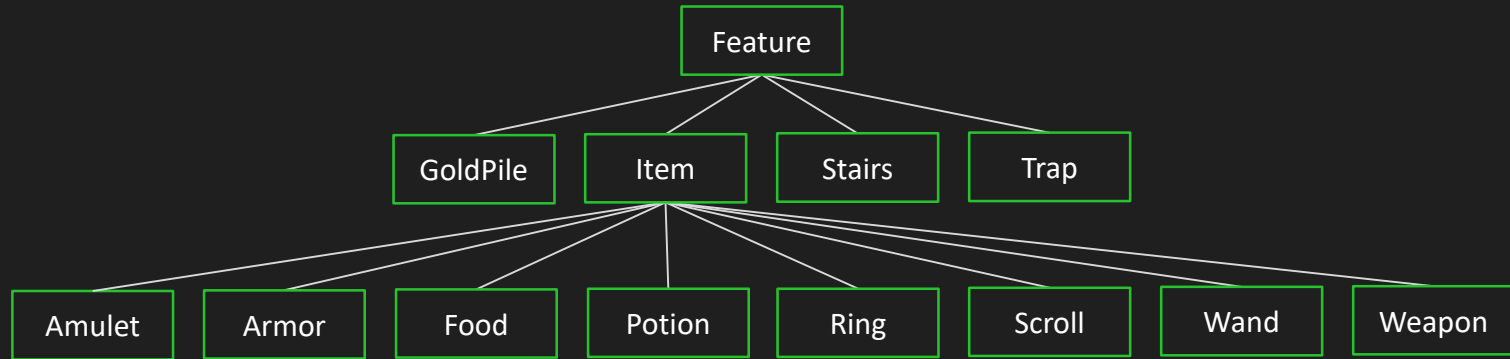 Feature
GoldPile
Item
Stairs
Trap
Amulet
Armor
Food
Potion
Ring
Scroll
Wand
Weapon